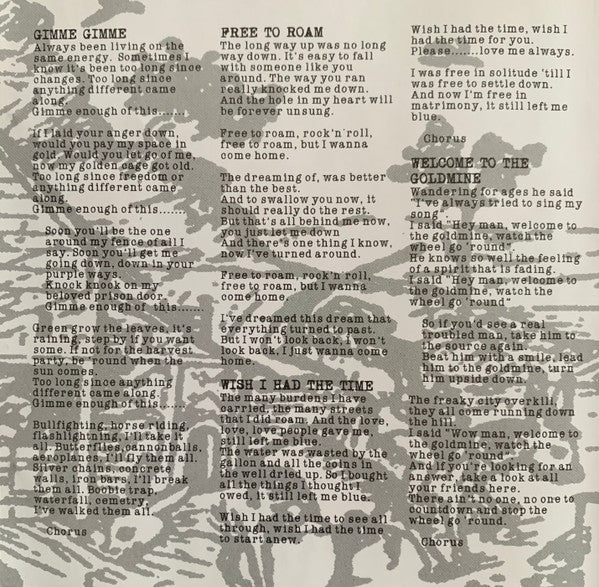 GIMME GIMME
Always been living on the
same energy. Sometimes I
know it's been too long since
changes. Too long since
anything different came
along.
Gimme enough of this.......
If I laid your anger down,
would you pay my space in
gold. Would you let go of me,
now my golden cage got old.
Too long since freedom or
anything different came
along.
Gimme enough of this.......
Soon you'll be the one
around my fence of all I
say. Soon you'll get me
going down, down in your
purple ways.
Knock knock on my
beloved prison door.
Gimme enough of this.......
Green grow the leaves, it's
raining, step by if you want
some. If not for the harvest
party, be 'round when the
sun comes.
Too long since anything
different came along.
Gimme enough of this.......
Bullfighting, horse riding,
flashlightning, I'll take it
all. Butterflies, cannonballs,
aeroplanes, I'll fly them all.
Silver chains, concrete
walls, iron bars, I'll break
them all. Boobie trap,
waterfall, cemetry,
I've walked them all.
Chorus
FREE TO ROAM
The long way up was no long
way down. It's easy to fall
with someone like you
around. The way you ran
really knocked me down.
And the hole in my heart will
be forever unsung.
Free to roam, rock'n'roll,
free to roam, but I wanna
come home.
The dreaming of, was better
than the best.
And to swallow you now, it
should really do the rest.
But that's all behind me now,
you just let me down
And there's one thing I know,
now I've turned around.
Free to roam, rock'n roll,
free to roam, but I wanna
come home.
I've dreamed this dream that
everything turned to past.
But I won't look back, I won't
look back, I just wanna come
home.
WISH I HAD THE TIME
The many burdens I have
carried, the many streets
that I did roam. And the love,
love, love people gave me,
still left me blue.
The water was wasted by the
gallon and all the coins in
the well dried up. So I bought
all the things I thought I
owed, it still left me blue.
Wish I had the time to see all
through, wish I had the time
to start anew.
Wish I had the time, wish I
had the time for you.
Please.......love me always.
I was free in solitude 'till I
was free to settle down.
And now I'm free in
matrimony, it still left me
blue.
Chorus
WELCOME TO THE
GOLDMINE
Wandering for ages he said
"I've always tried to sing my
song".
I said "Hey man, welcome to
the goldmine, watch the
wheel go 'round".
He knows so well the feeling
of a spirit that is fading.
I said "Hey man, welcome to
the goldmine, watch the
wheel go 'round"
So if you'be seen a real
troubled man, take him to
the source again.
Beat him with a smile, lead
him to the goldmine, turn
him upside down.
The freaky city overkill,
they all come running down
the hill.
I said "Wow man, welcome to
the goldmine, watch the
wheel go 'round"
And if you're looking for an
answer, take a look at all
your friends here.
There ain't no one, no one to
countdown and stop the
wheel go 'round.
Chorus